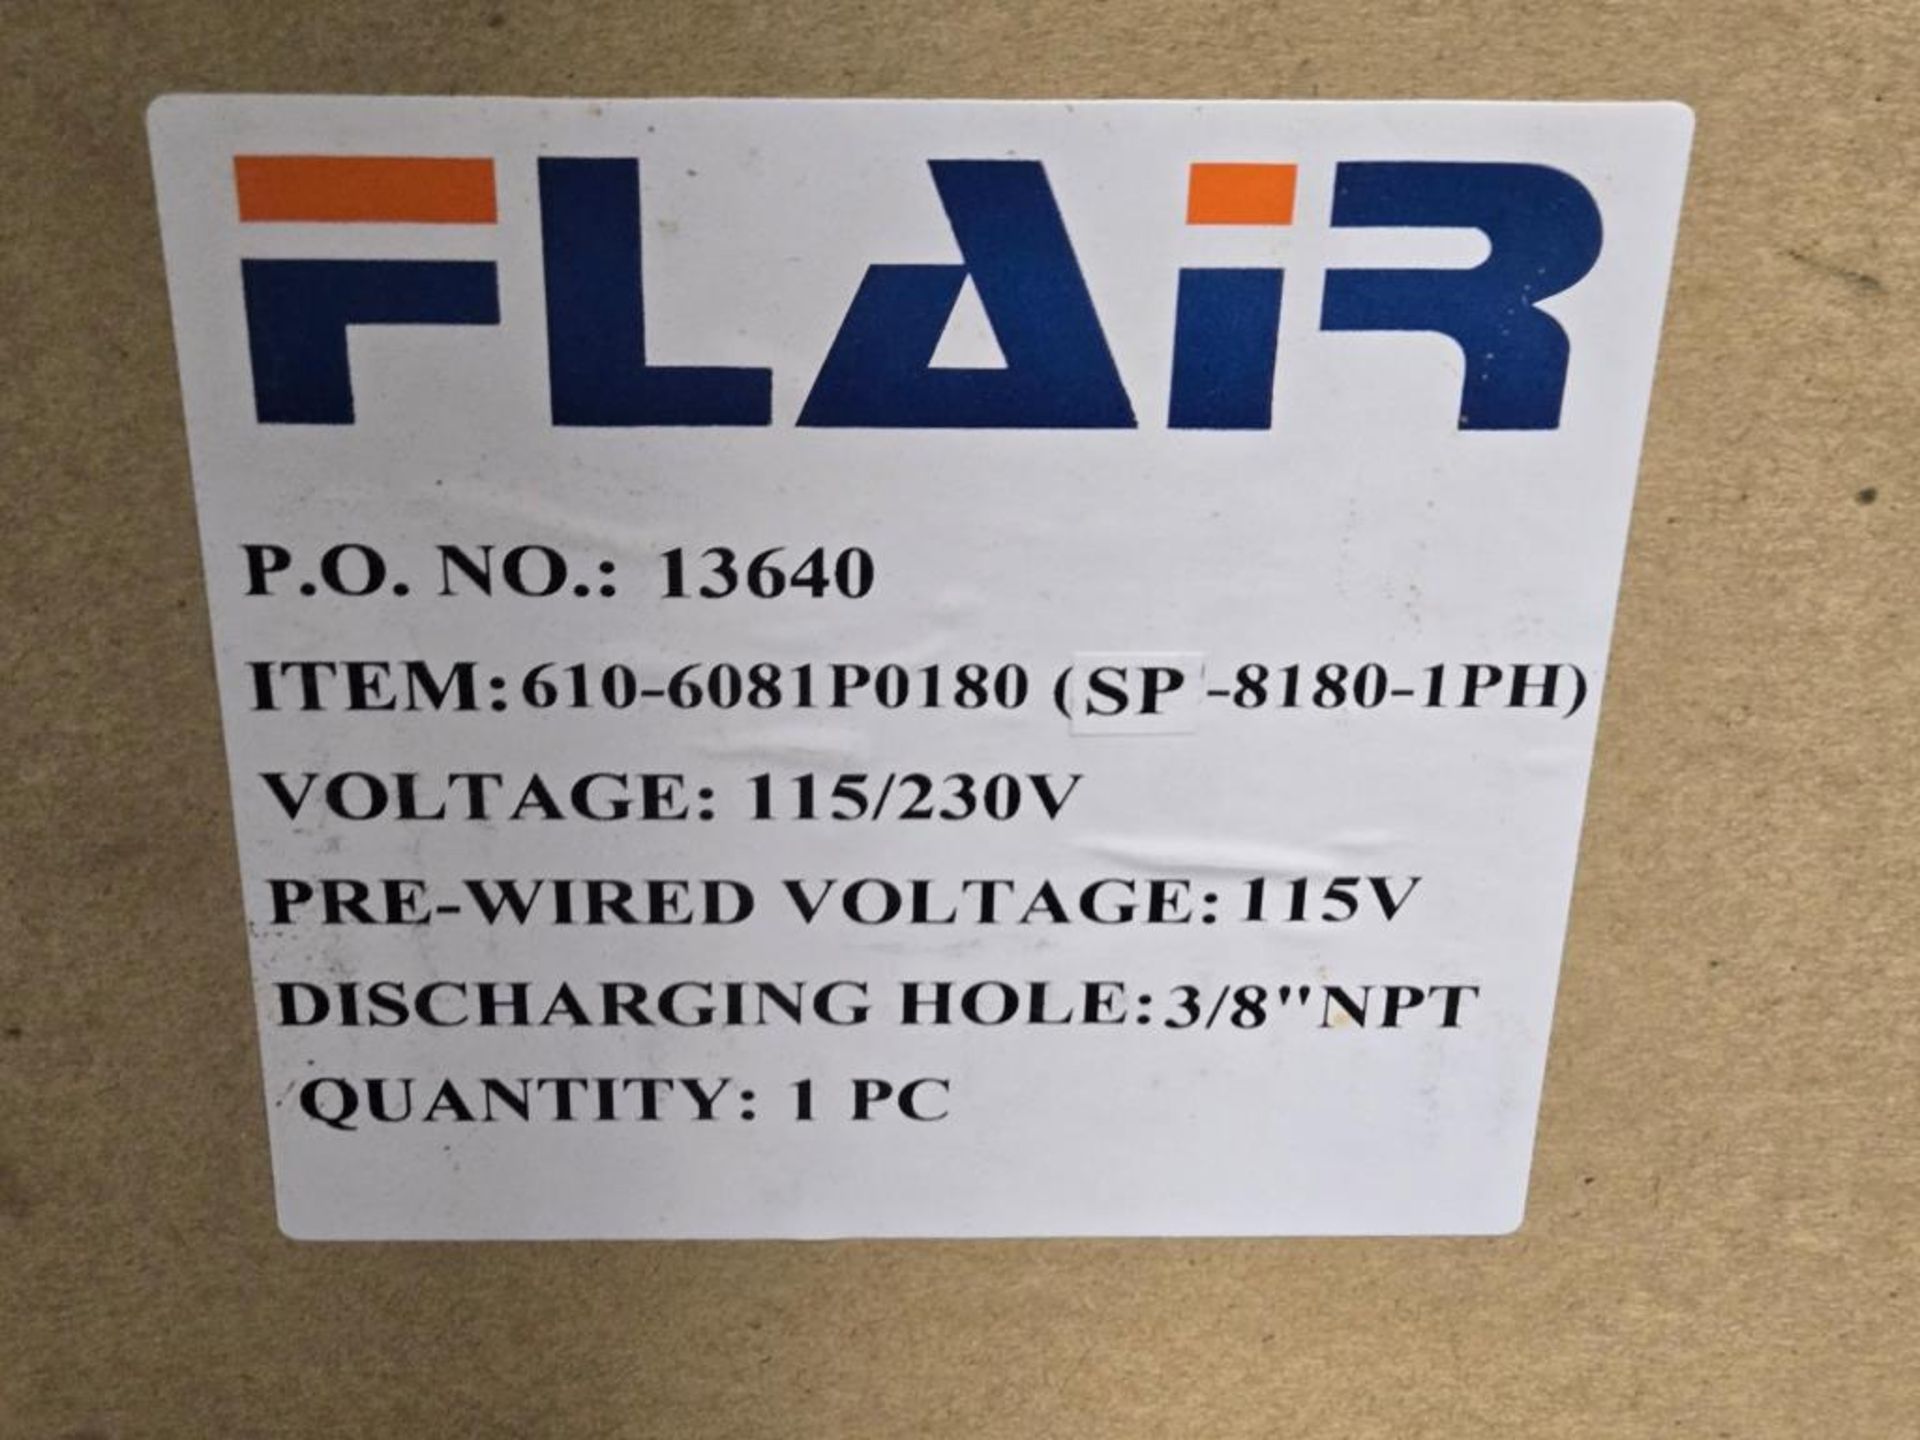 FLAiR
P.O. NO.: 13640
ITEM:610-6081P0180 (SP-8180-1PH)
VOLTAGE: 115/230V
PRE-WIRED VOLTAGE:115V
DISCHARGING HOLE:3/8"NPT
QUANTITY: 1 PC